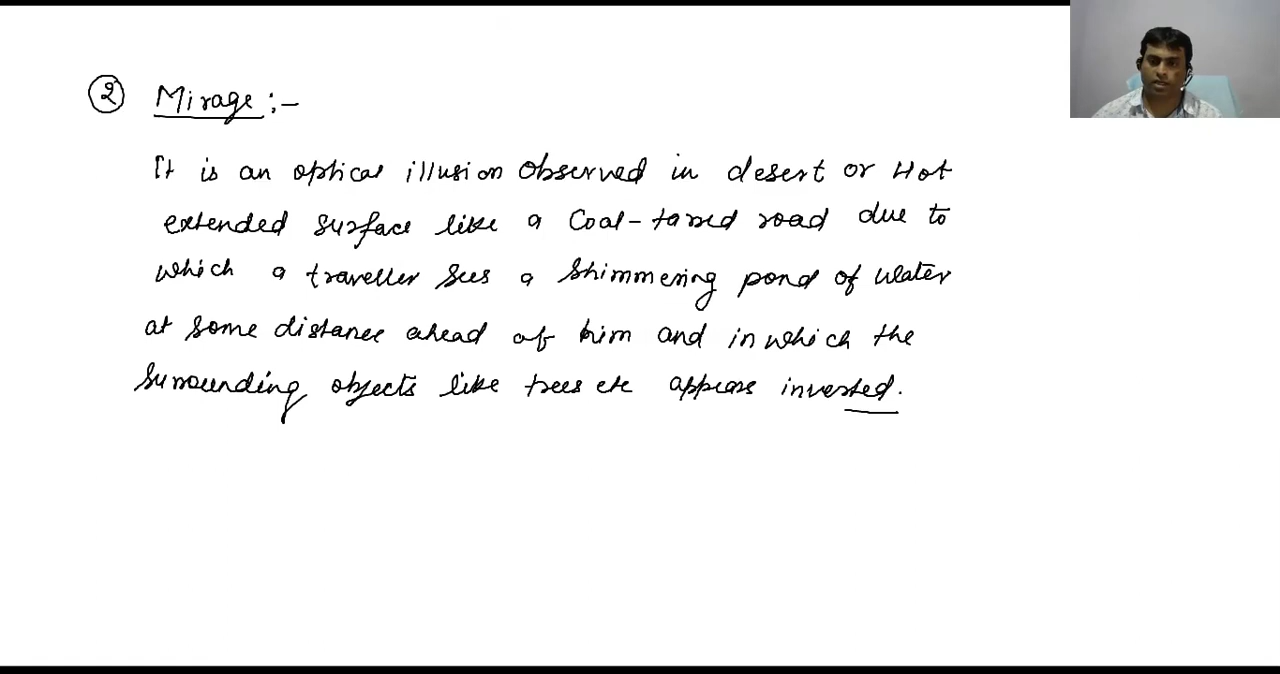 ② Mirage :-
It is an optical illusion observed in desert or Hot
extended surface like a Coal-tarred road due to
which a traveller sees a shimmering pond of water
at some distance ahead of him and in which the
surrounding objects like trees etc appears inverted.